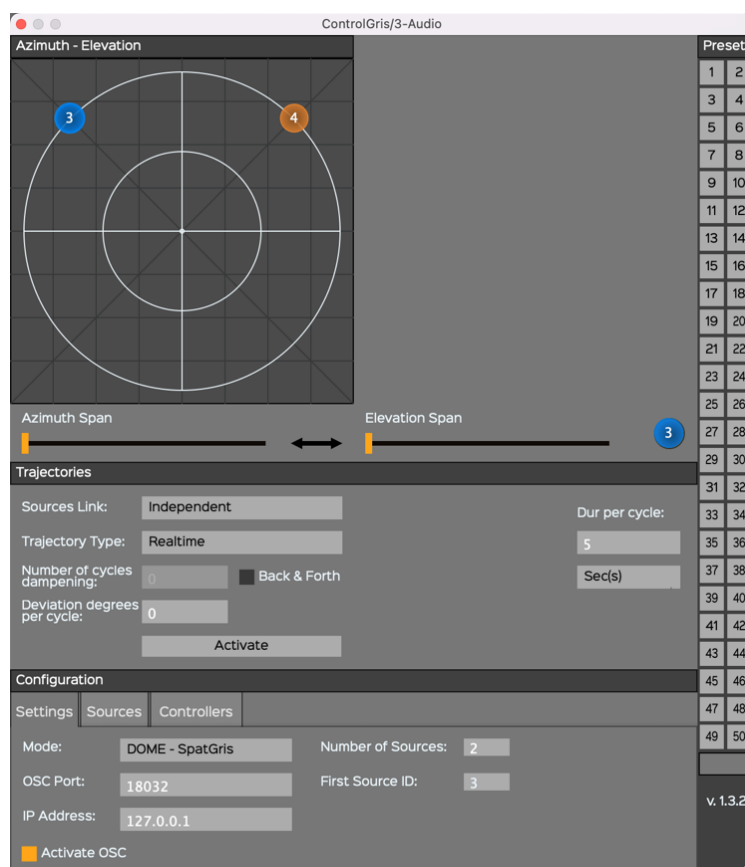 ControlGris/3-Audio
Azimuth - Elevation
3
4
Azimuth Span
Elevation Span
3
Trajectories
Sources Link:
Independent
Dur per cycle:
Trajectory Type:
Realtime
5
Number of cycles
dampening:
0
Back & Forth
Sec(s)
Deviation degrees
per cycle:
0
Activate
Configuration
Settings
Sources
Controllers
Mode:
DOME - SpatGris
Number of Sources:
2
OSC Port:
18032
First Source ID:
3
IP Address:
127.0.0.1
Activate OSC
Preset
1 2
3 4
5 6
7 8
9 10
11 12
13 14
15 16
17 18
19 20
21 22
23 24
25 26
27 28
29 30
31 32
33 34
35 36
37 38
39 40
41 42
43 44
45 46
47 48
49 50
v. 1.3.2